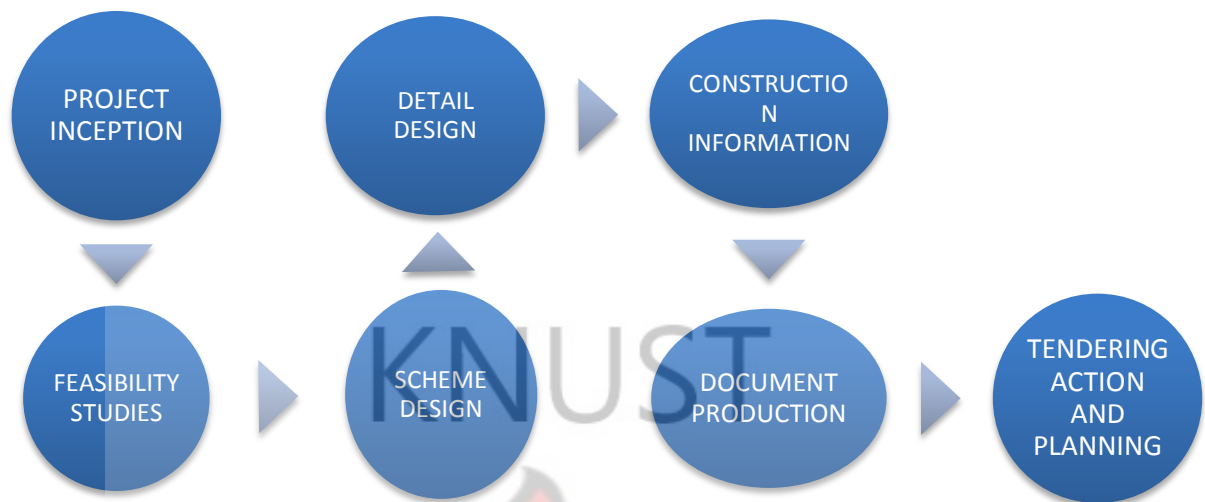 PROJECT
INCEPTION
FEASIBILITY
STUDIES
SCHEME
DESIGN
DETAIL
DESIGN
CONSTRUCTIO
N
INFORMATION
DOCUMENT
PRODUCTION
TENDERING
ACTION
AND
PLANNING
KNUST